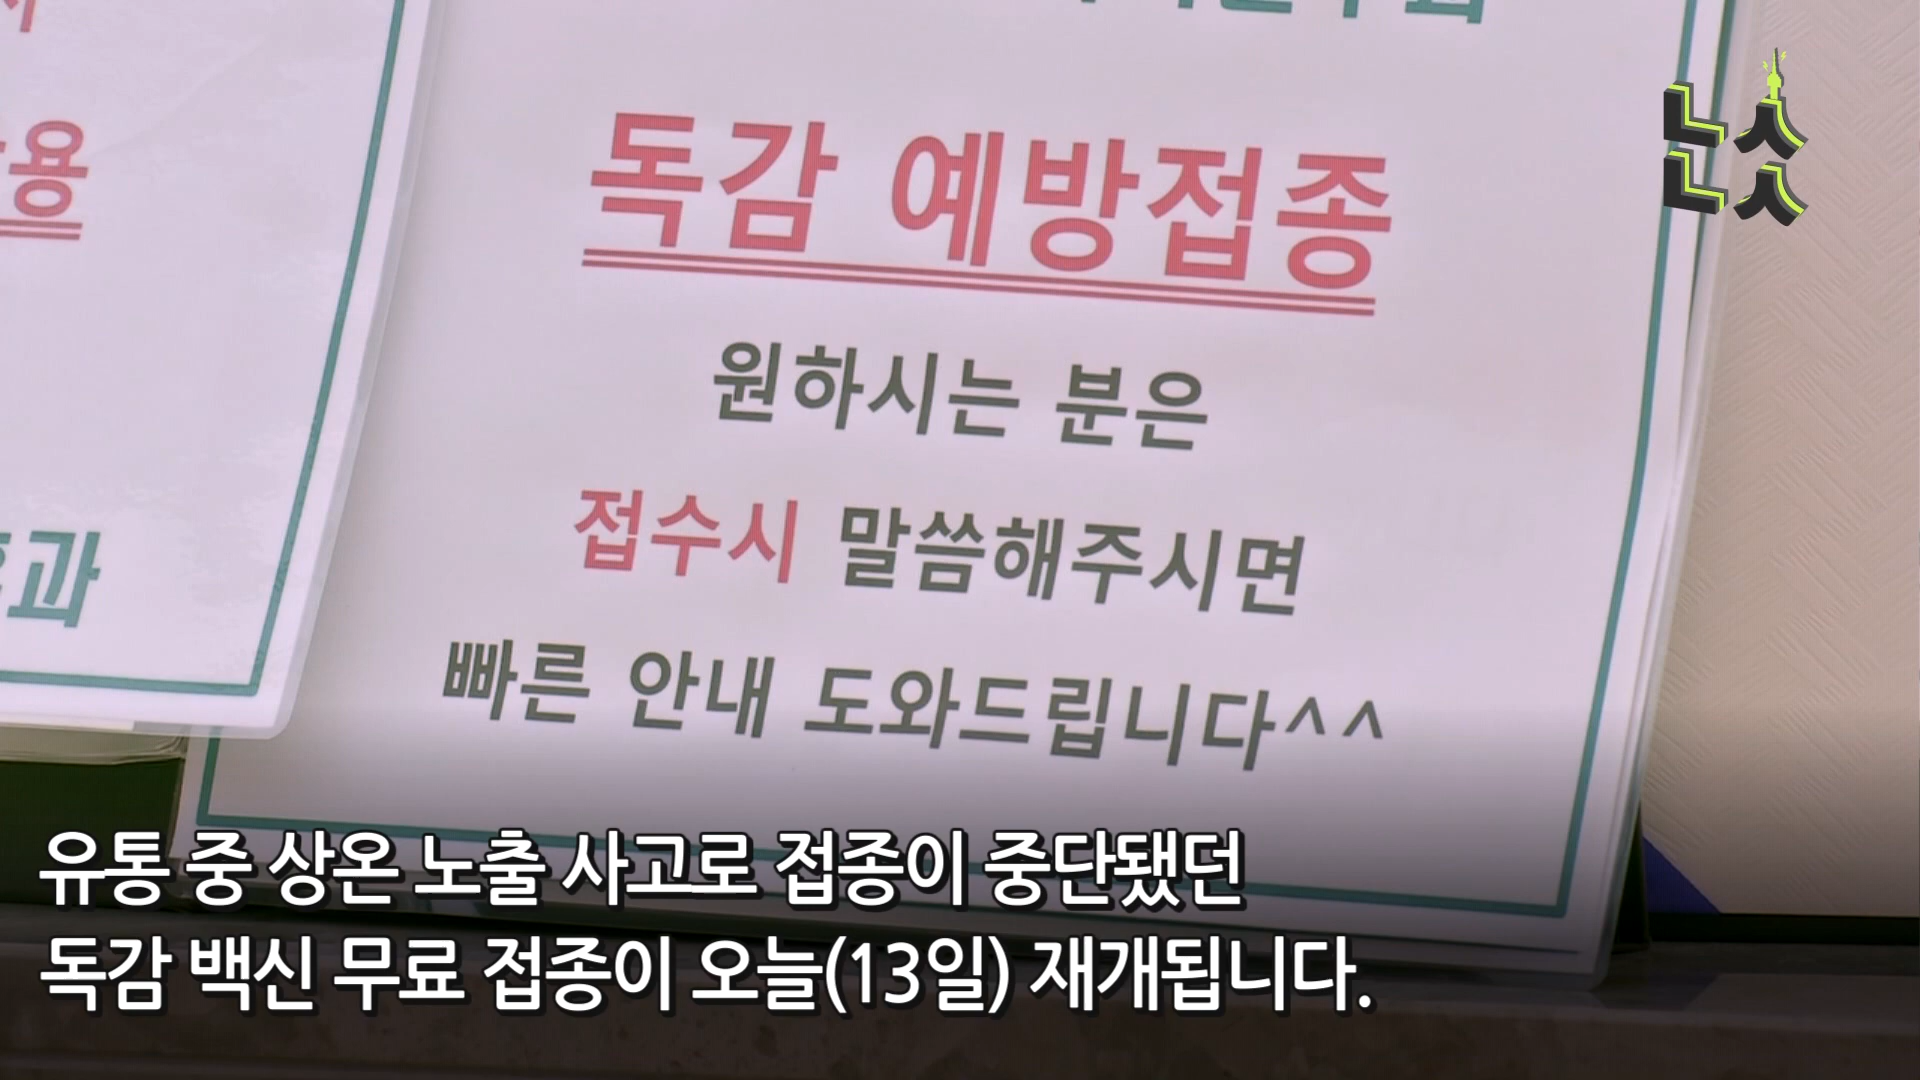 용
과
독감 예방접종
원하시는 분은
접수시 말씀해주시면
빠른 안내 도와드립니다^^
유통 중 상온 노출 사고로 접종이 중단됐던
독감 백신 무료 접종이 오늘(13일) 재개됩니다.